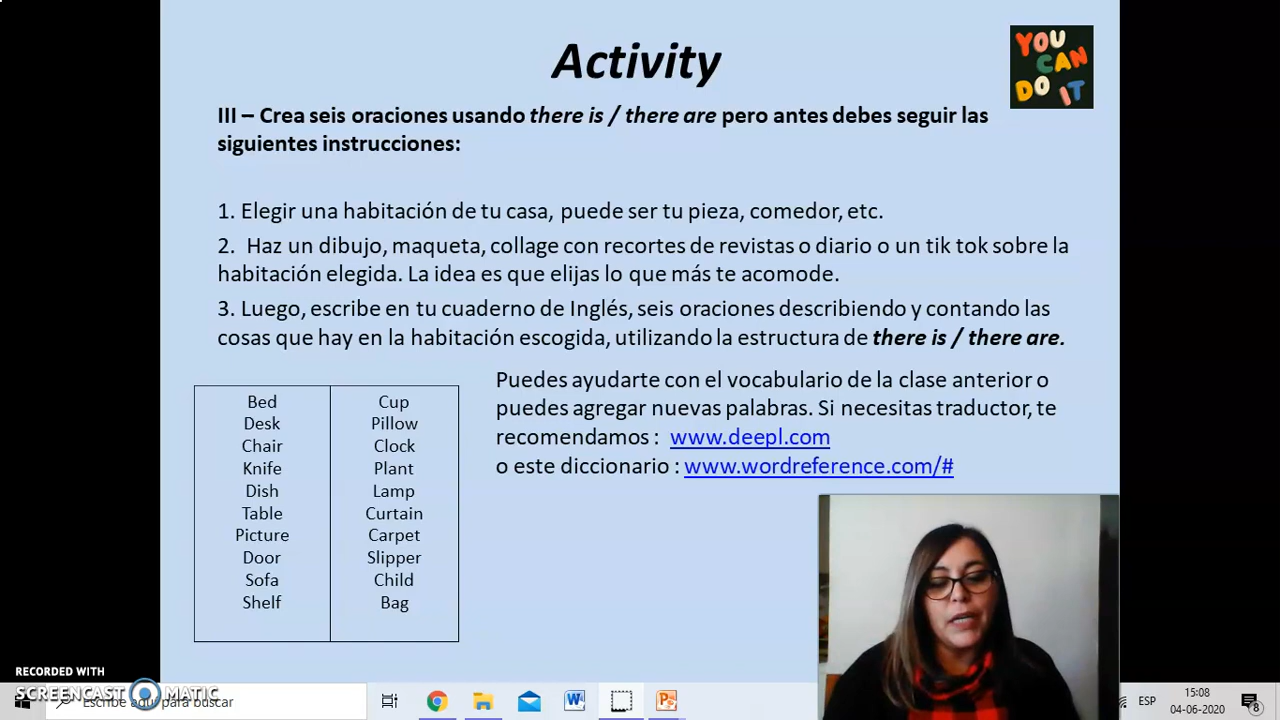 Activity
YOU
CAN
DO IT
III – Crea seis oraciones usando there is / there are pero antes debes seguir las
siguientes instrucciones:
1. Elegir una habitación de tu casa, puede ser tu pieza, comedor, etc.
2. Haz un dibujo, maqueta, collage con recortes de revistas o diario o un tik tok sobre la
habitación elegida. La idea es que elijas lo que más te acomode.
3. Luego, escribe en tu cuaderno de Inglés, seis oraciones describiendo y contando las
cosas que hay en la habitación escogida, utilizando la estructura de there is / there are.
Bed
Desk
Chair
Knife
Dish
Table
Picture
Door
Sofa
Shelf
Cup
Pillow
Clock
Plant
Lamp
Curtain
Carpet
Slipper
Child
Bag
Puedes ayudarte con el vocabulario de la clase anterior o
puedes agregar nuevas palabras. Si necesitas traductor, te
recomendamos : www.deepl.com
o este diccionario : www.wordreference.com/#
RECORDED WITH
SCREENCAST MATIC
Escribe aquí para buscar
ESP
15:08
04-06-2020
8